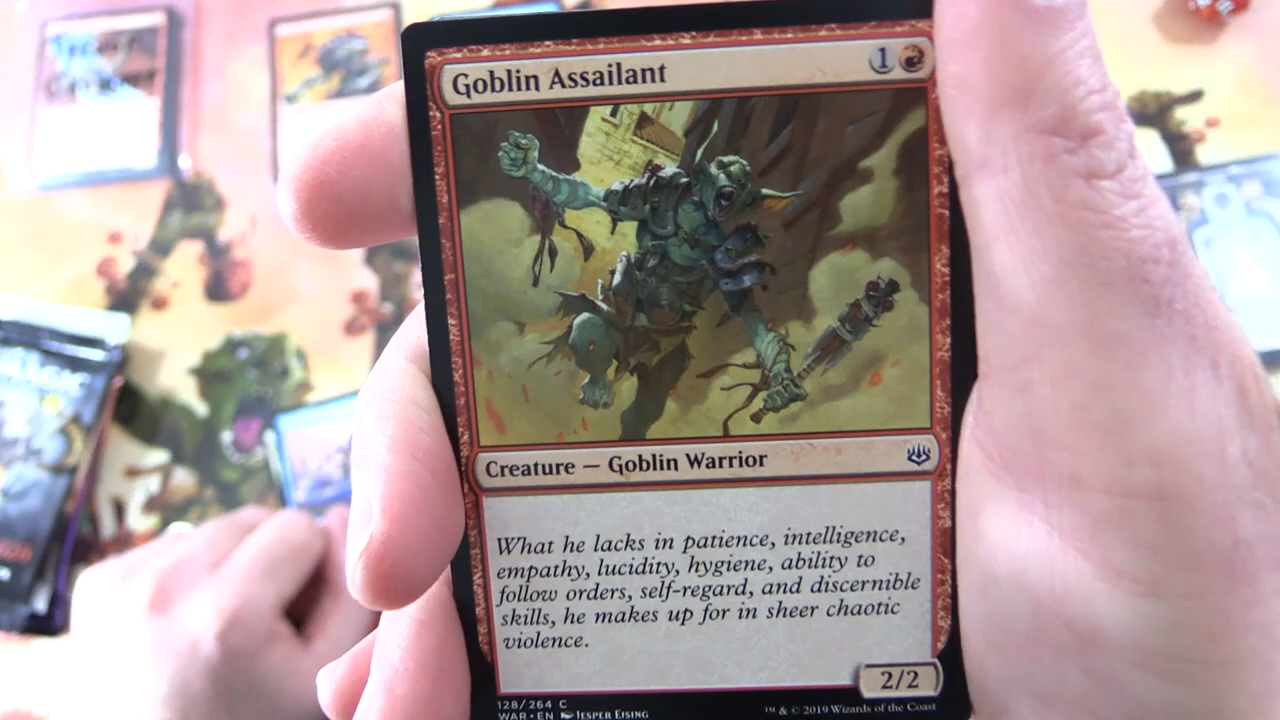 Goblin Assailant 1
Creature — Goblin Warrior
What he lacks in patience, intelligence,
empathy, lucidity, hygiene, ability to
follow orders, self-regard, and discernible
skills, he makes up for in sheer chaotic
violence.
2/2
128/264 C
WAR • EN JESPER EISING
™ & © 2019 Wizards of the Coast